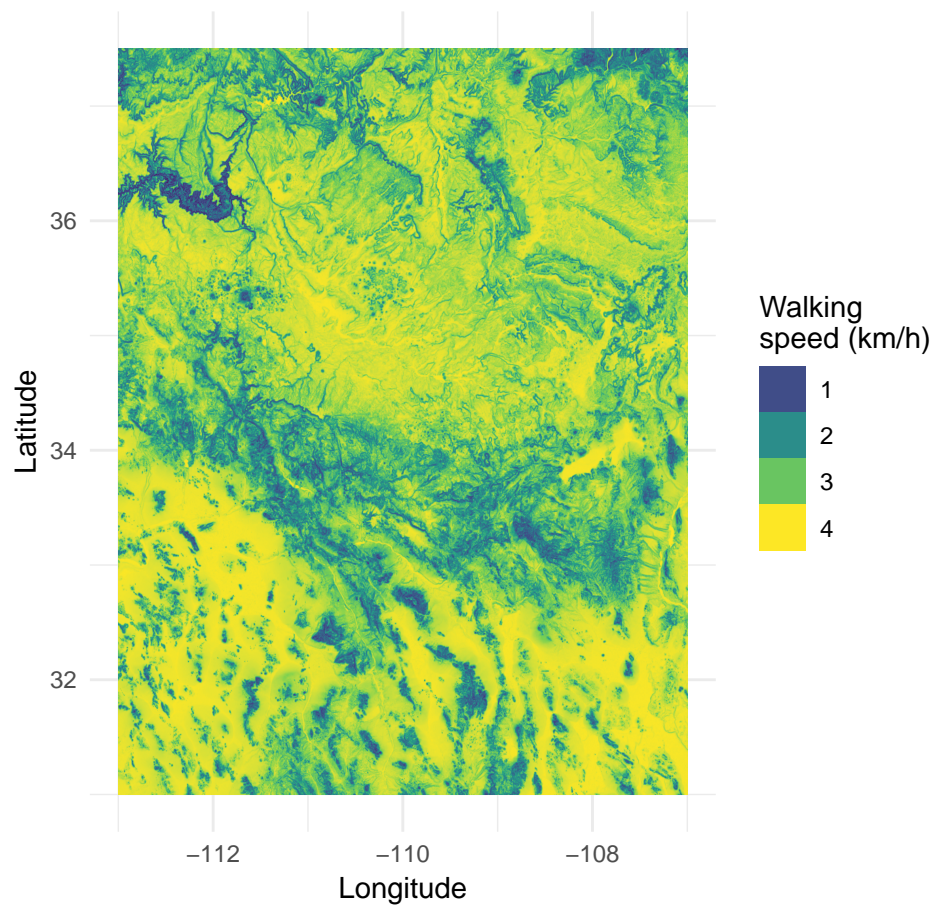 36
34
32
Latitude
−112
−110
−108
Longitude
Walking
speed (km/h)
1
2
3
4